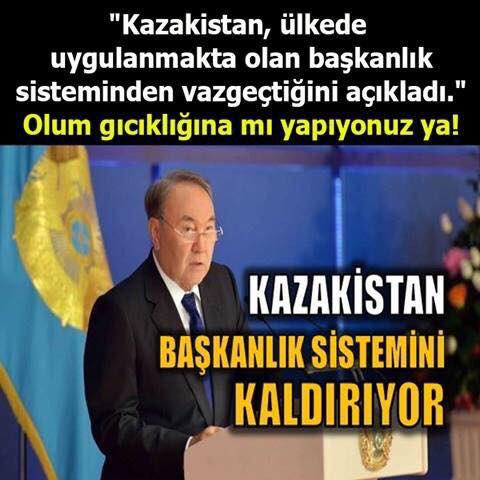 "Kazakistan, ülkede
uygulanmakta olan başkanlık
sisteminden vazgeçtiğini açıkladı."
Olum gıcıklığına mı yapıyonuz ya!
KAZAKİSTAN
BAŞKANLIK SİSTEMİNİ
KALDIRIYOR